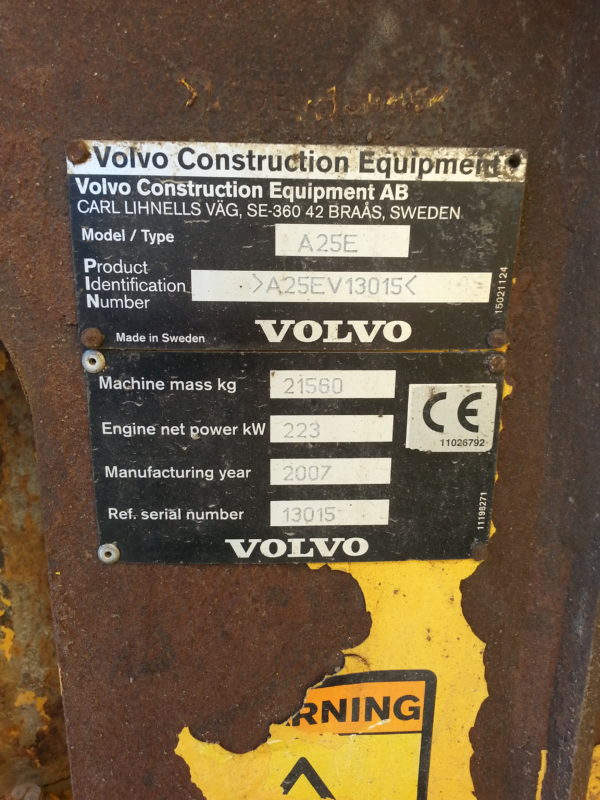 Volvo Construction Equipment
Volvo Construction Equipment AB
CARL LIHNELLS VÄG, SE-360 42 BRAÅS, SWEDEN
Model / Type A25E
Product
Identification >A25EV13015<
Number
15021124
Made in Sweden VOLVO
Machine mass kg 21560
Engine net power kW 223
CE
11026792
Manufacturing year 2007
Ref. serial number 13015
11198271
VOLVO
RNING